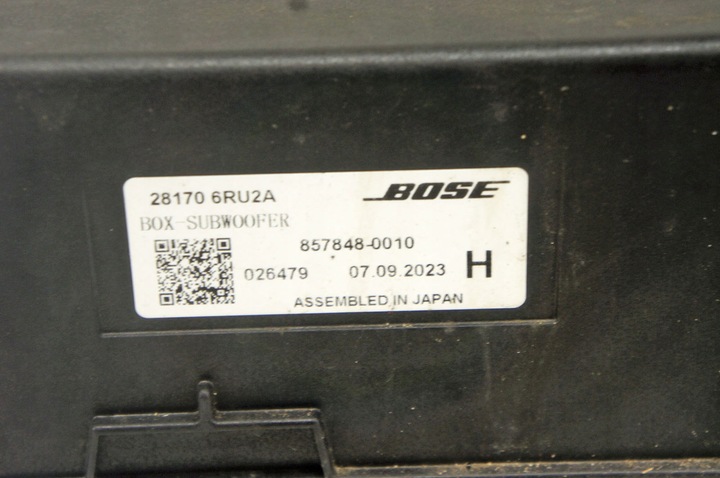 28170 6RU2A
BOSE
BOX-SUBWOOFER
857848-0010
026479 07.09.2023 H
ASSEMBLED IN JAPAN